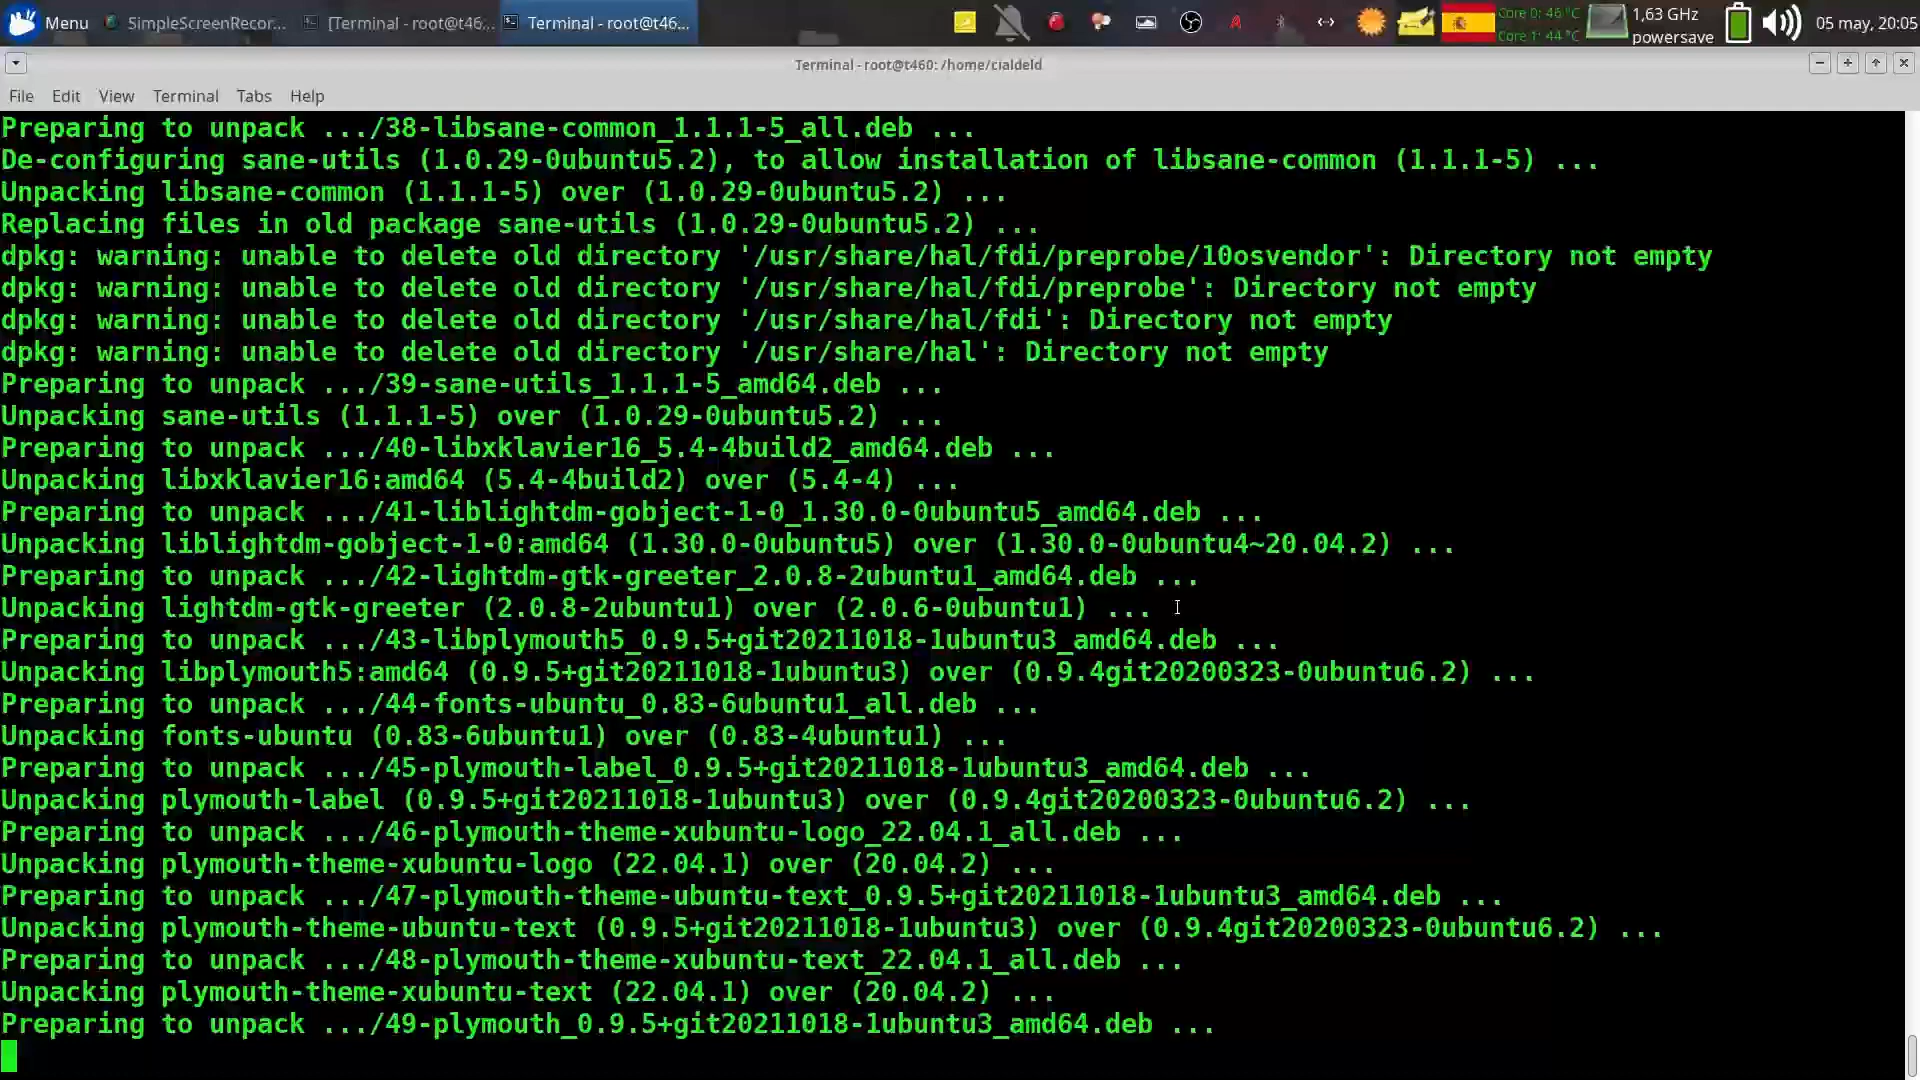 Menu SimpleScreenRecor... [Terminal - root@t46... Terminal - root@t46... Core 0: 46 °C 1,63 GHz 05 may, 20:05
Core 1: 44 °C powersave
Terminal - root@t460: /home/cialdeld
File Edit View Terminal Tabs Help
Preparing to unpack .../38-libsane-common_1.1.1-5_all.deb ...
De-configuring sane-utils (1.0.29-0ubuntu5.2), to allow installation of libsane-common (1.1.1-5) ...
Unpacking libsane-common (1.1.1-5) over (1.0.29-0ubuntu5.2) ...
Replacing files in old package sane-utils (1.0.29-0ubuntu5.2) ...
dpkg: warning: unable to delete old directory '/usr/share/hal/fdi/preprobe/10osvendor': Directory not empty
dpkg: warning: unable to delete old directory '/usr/share/hal/fdi/preprobe': Directory not empty
dpkg: warning: unable to delete old directory '/usr/share/hal/fdi': Directory not empty
dpkg: warning: unable to delete old directory '/usr/share/hal': Directory not empty
Preparing to unpack .../39-sane-utils_1.1.1-5_amd64.deb ...
Unpacking sane-utils (1.1.1-5) over (1.0.29-0ubuntu5.2) ...
Preparing to unpack .../40-libxklavier16_5.4-4build2_amd64.deb ...
Unpacking libxklavier16:amd64 (5.4-4build2) over (5.4-4) ...
Preparing to unpack .../41-liblightdm-gobject-1-0_1.30.0-0ubuntu5_amd64.deb ...
Unpacking liblightdm-gobject-1-0:amd64 (1.30.0-0ubuntu5) over (1.30.0-0ubuntu4~20.04.2) ...
Preparing to unpack .../42-lightdm-gtk-greeter_2.0.8-2ubuntu1_amd64.deb ...
Unpacking lightdm-gtk-greeter (2.0.8-2ubuntu1) over (2.0.6-0ubuntu1) ...
Preparing to unpack .../43-libplymouth5_0.9.5+git20211018-1ubuntu3_amd64.deb ...
Unpacking libplymouth5:amd64 (0.9.5+git20211018-1ubuntu3) over (0.9.4git20200323-0ubuntu6.2) ...
Preparing to unpack .../44-fonts-ubuntu_0.83-6ubuntu1_all.deb ...
Unpacking fonts-ubuntu (0.83-6ubuntu1) over (0.83-4ubuntu1) ...
Preparing to unpack .../45-plymouth-label_0.9.5+git20211018-1ubuntu3_amd64.deb ...
Unpacking plymouth-label (0.9.5+git20211018-1ubuntu3) over (0.9.4git20200323-0ubuntu6.2) ...
Preparing to unpack .../46-plymouth-theme-xubuntu-logo_22.04.1_all.deb ...
Unpacking plymouth-theme-xubuntu-logo (22.04.1) over (20.04.2) ...
Preparing to unpack .../47-plymouth-theme-ubuntu-text_0.9.5+git20211018-1ubuntu3_amd64.deb ...
Unpacking plymouth-theme-ubuntu-text (0.9.5+git20211018-1ubuntu3) over (0.9.4git20200323-0ubuntu6.2) ...
Preparing to unpack .../48-plymouth-theme-xubuntu-text_22.04.1_all.deb ...
Unpacking plymouth-theme-xubuntu-text (22.04.1) over (20.04.2) ...
Preparing to unpack .../49-plymouth_0.9.5+git20211018-1ubuntu3_amd64.deb ...